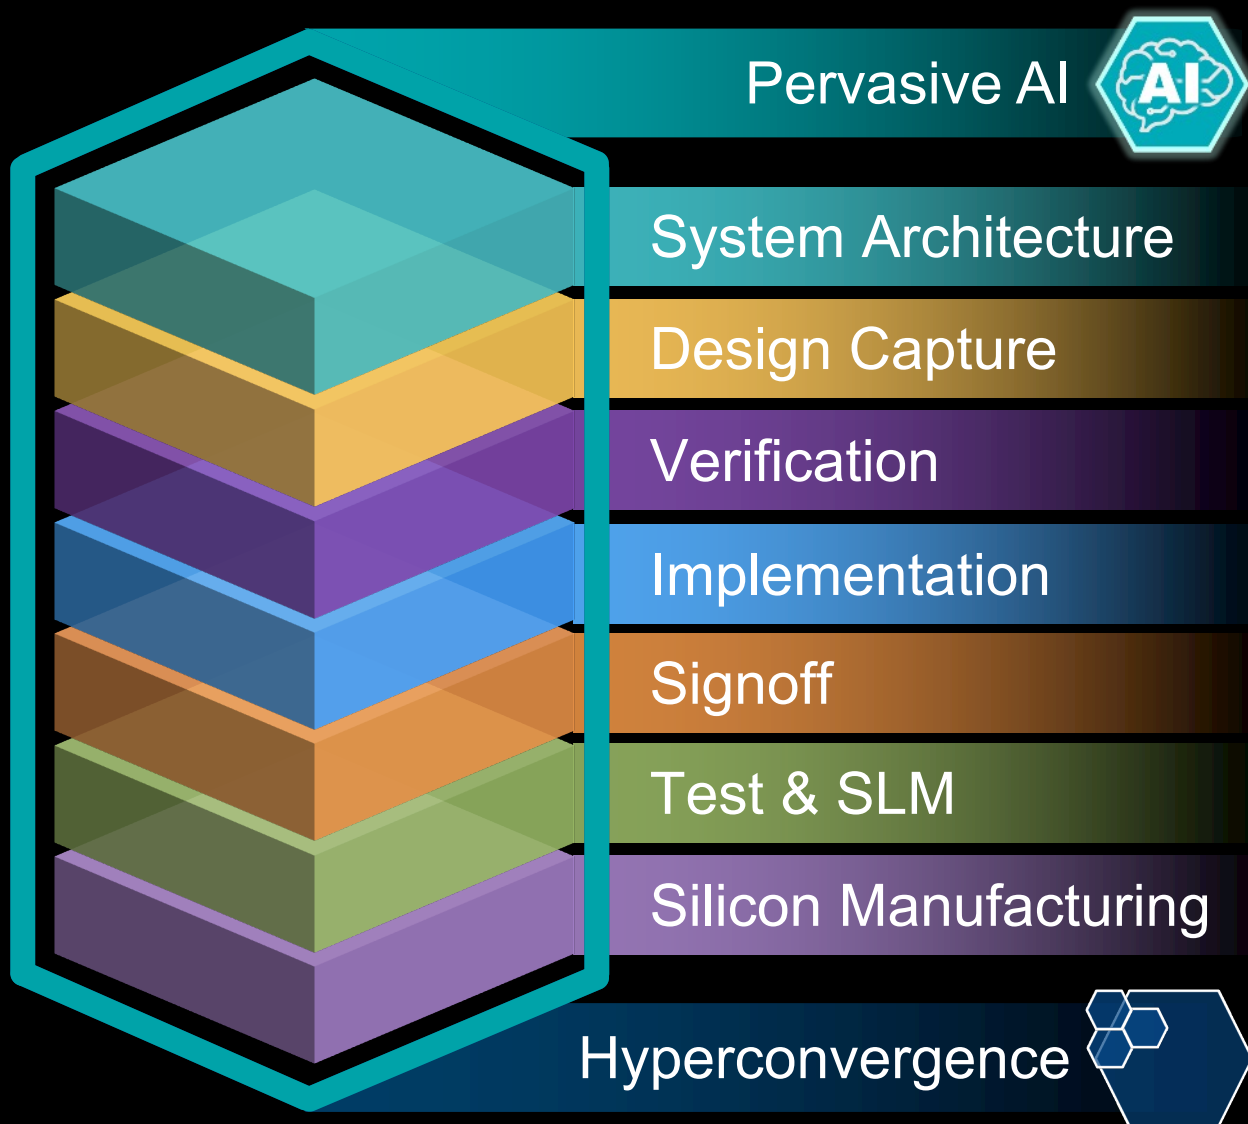 Pervasive AI
AI
System Architecture
Design Capture
Verification
Implementation
Signoff
Test & SLM
Silicon Manufacturing
Hyperconvergence